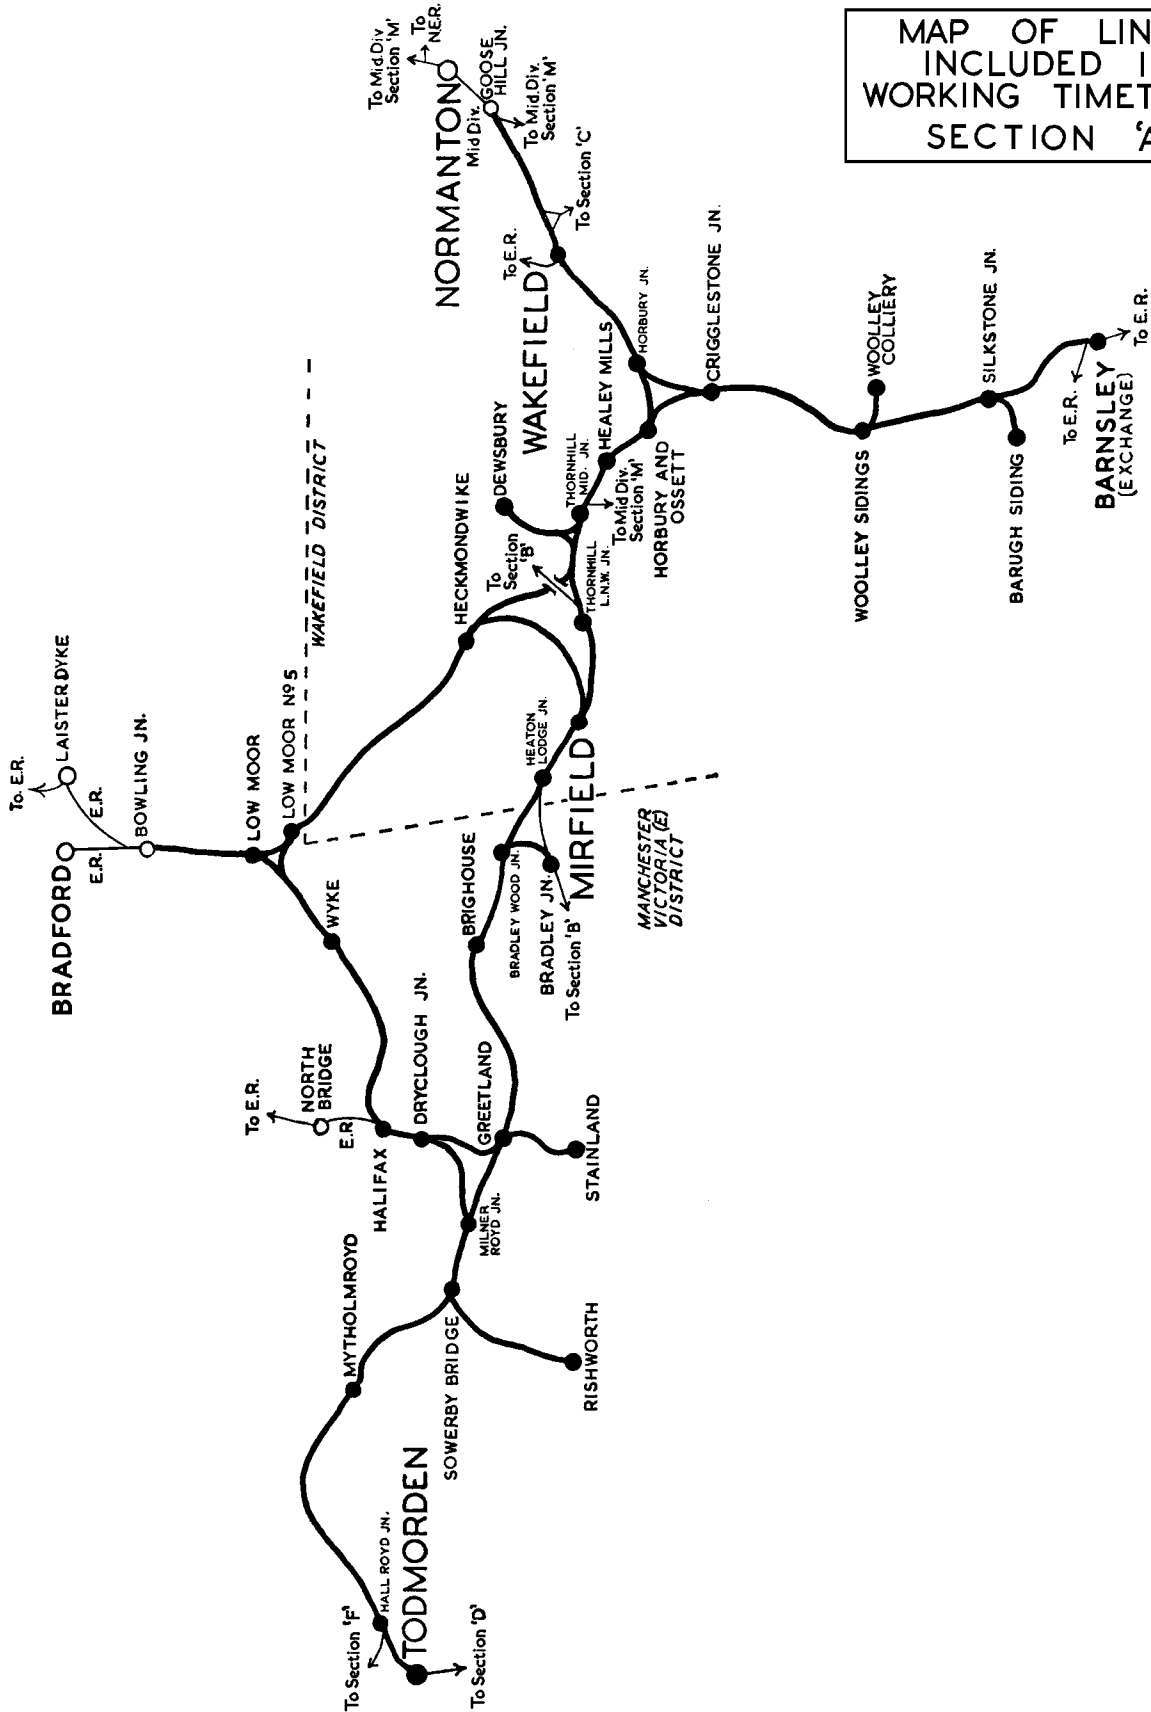 MAP OF LIN
INCLUDED I
WORKING TIMET
SECTION 'A
To Mid.Div
Section 'M'
To
N.E.R.
NORMANTON
Mid Div.
GOOSE
HILL JN.
To Mid.Div.
Section 'M'
To Section 'C'
To E.R.
WAKEFIELD
HORBURY JN.
HEALEY MILLS
CRIGGLESTONE JN.
WOOLLEY
COLLIERY
SILKSTONE JN.
To E.R.
To E.R.
BARNSLEY
(EXCHANGE)
BARUGH SIDING
WOOLLEY SIDINGS
HORBURY AND
OSSETT
To Mid Div.
Section 'M'
THORNHILL
MID. JN.
DEWSBURY
HECKMONDWIKE
To
Section
'B'
THORNHILL
L.N.W. JN.
WAKEFIELD DISTRICT
To. E.R.
LAISTERDYKE
E.R.
BRADFORD
E.R.
BOWLING JN.
LOW MOOR
LOW MOOR Nº5
WYKE
HEATON
LODGE JN.
MIRFIELD
MANCHESTER
VICTORIA (E)
DISTRICT
BRIGHOUSE
BRADLEY WOOD JN.
BRADLEY JN.
To Section 'B'
To E.R.
NORTH
BRIDGE
E.R.
HALIFAX
DRYCLOUGH JN.
GREETLAND
STAINLAND
MILNER
ROYD JN.
MYTHOLMROYD
SOWERBY BRIDGE
RISHWORTH
To Section 'F'
HALL ROYD JN.
TODMORDEN
To Section 'D'